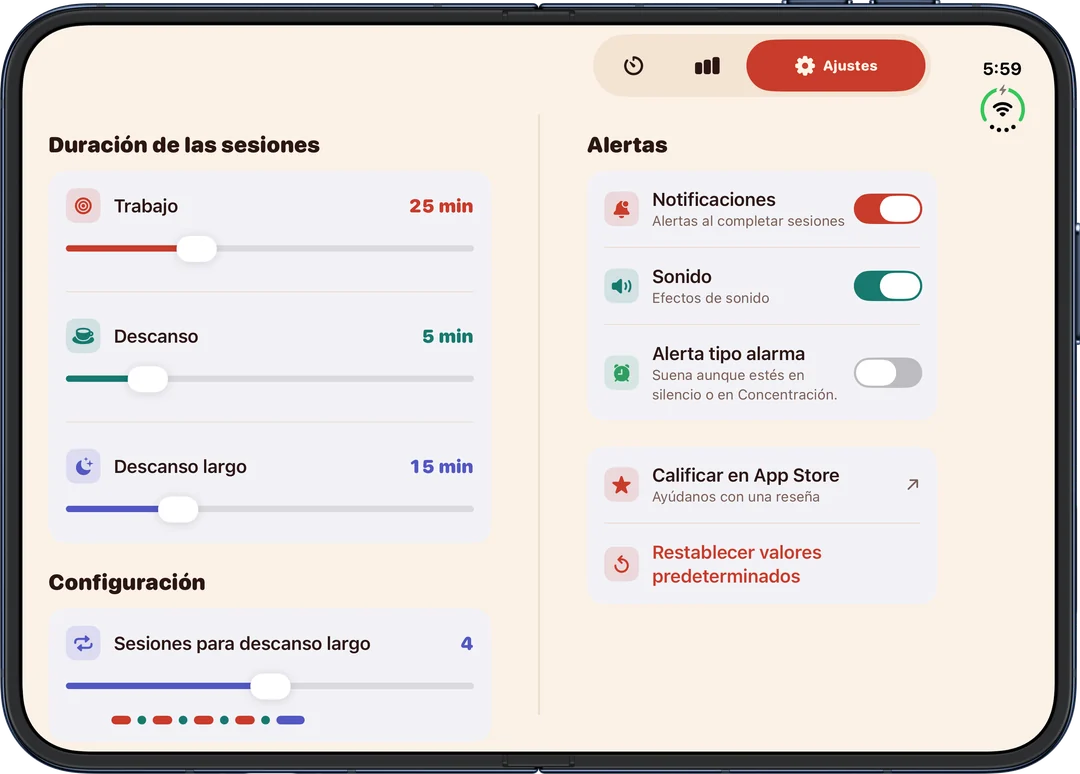 Ajustes
5:59
Duración de las sesiones
Trabajo
25 min
Descanso
5 min
Descanso largo
15 min
Configuración
Sesiones para descanso largo
4
Alertas
Notificaciones
Alertas al completar sesiones
Sonido
Efectos de sonido
Alerta tipo alarma
Suena aunque estés en
silencio o en Concentración.
Calificar en App Store
Ayúdanos con una reseña
Restablecer valores
predeterminados